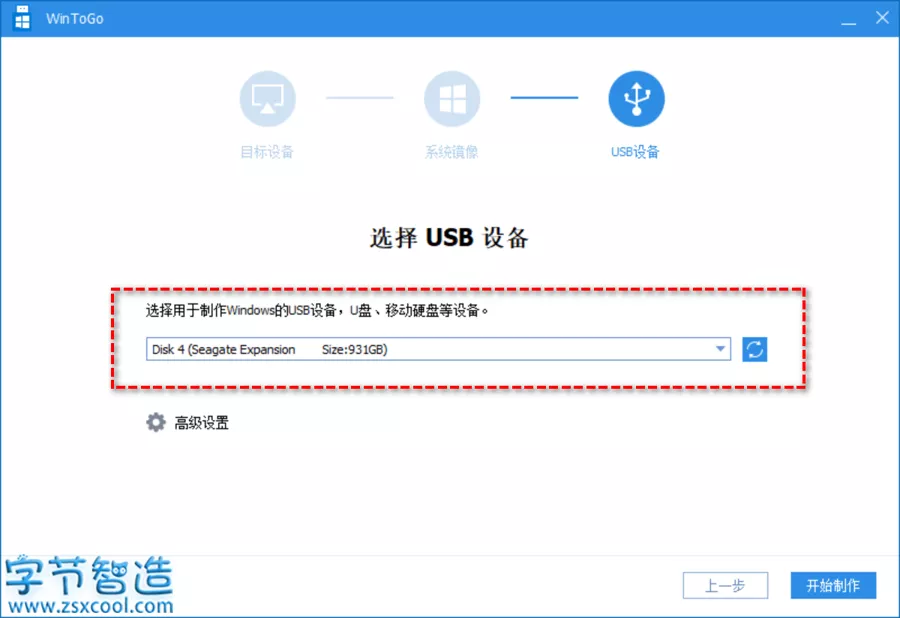 WinToGo
目标设备
系统镜像
USB设备
选择 USB 设备
选择用于制作Windows的USB设备，U盘、移动硬盘等设备。
Disk 4 (Seagate Expansion Size:931GB)
高级设置
上一步
开始制作
字节智造
www.zsxcool.com